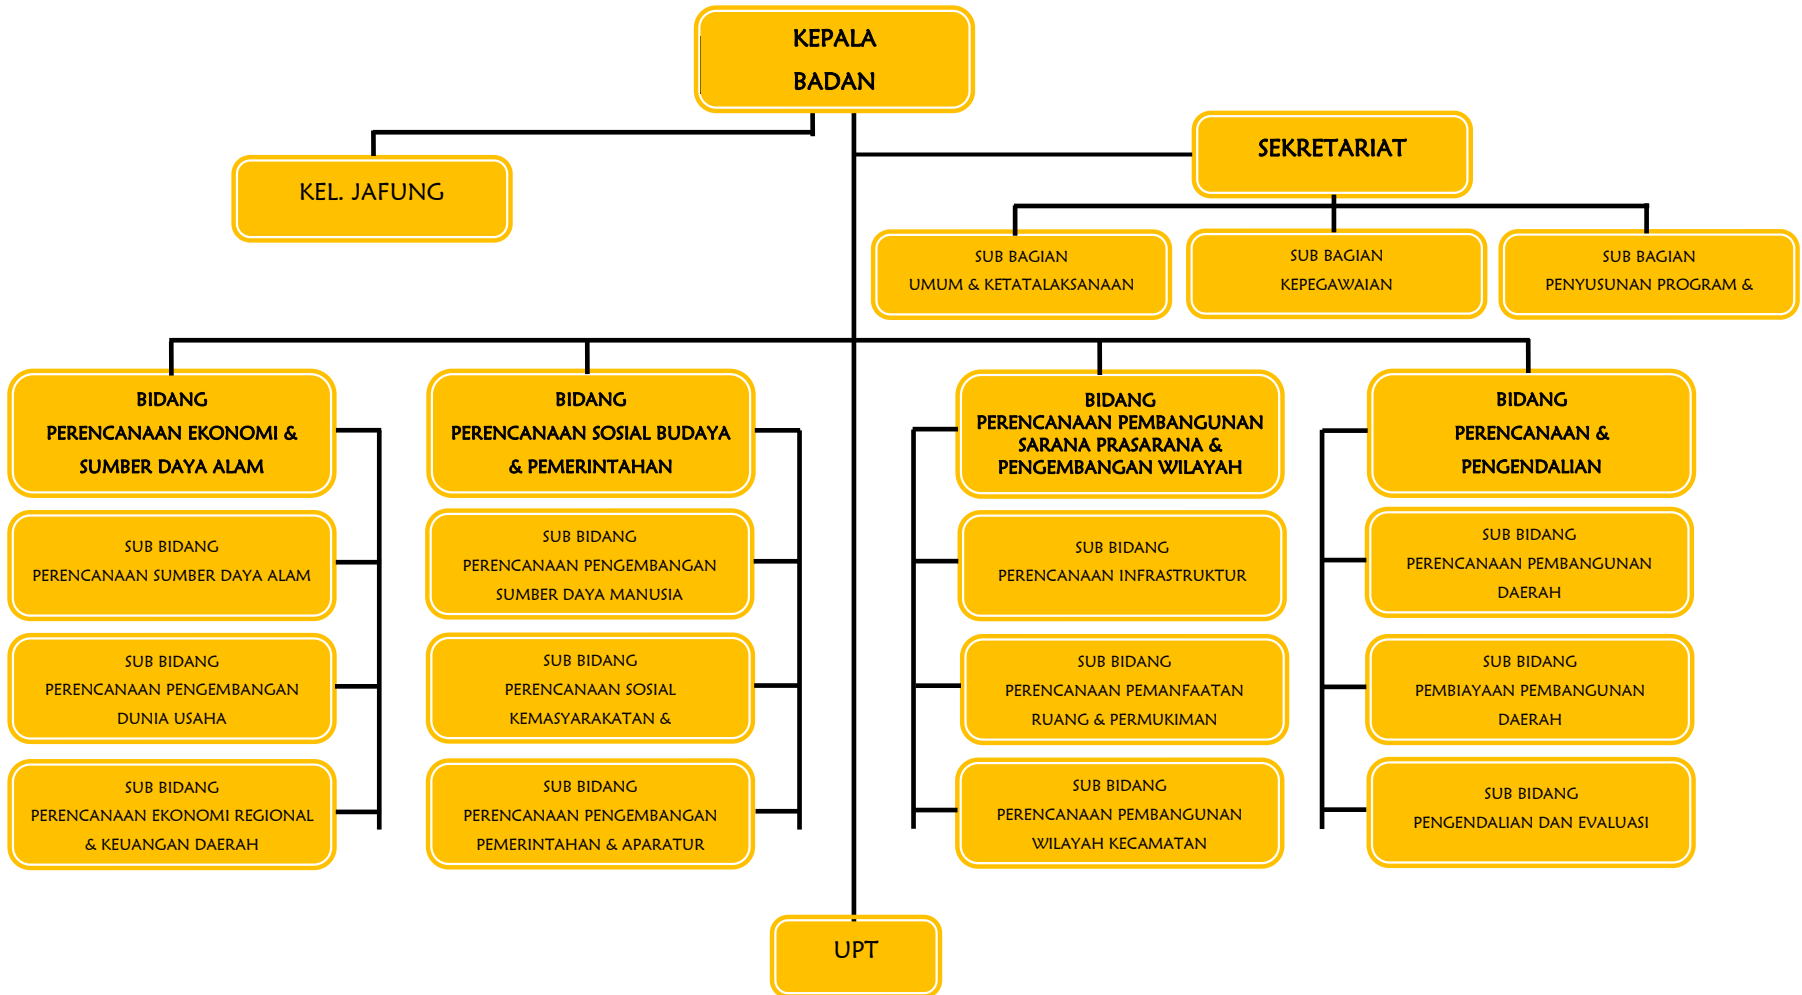 KEPALA
BADAN
SEKRETARIAT
KEL. JAFUNG
SUB BAGIAN
UMUM & KETATALAKSANAAN
SUB BAGIAN
KEPEGAWAIAN
SUB BAGIAN
PENYUSUNAN PROGRAM &
BIDANG
PERENCANAAN EKONOMI &
SUMBER DAYA ALAM
SUB BIDANG
PERENCANAAN SUMBER DAYA ALAM
SUB BIDANG
PERENCANAAN PENGEMBANGAN
DUNIA USAHA
SUB BIDANG
PERENCANAAN EKONOMI REGIONAL
& KEUANGAN DAERAH
BIDANG
PERENCANAAN SOSIAL BUDAYA
& PEMERINTAHAN
SUB BIDANG
PERENCANAAN PENGEMBANGAN
SUMBER DAYA MANUSIA
SUB BIDANG
PERENCANAAN SOSIAL
KEMASYARAKATAN &
SUB BIDANG
PERENCANAAN PENGEMBANGAN
PEMERINTAHAN & APARATUR
BIDANG
PERENCANAAN PEMBANGUNAN
SARANA PRASARANA &
PENGEMBANGAN WILAYAH
SUB BIDANG
PERENCANAAN INFRASTRUKTUR
SUB BIDANG
PERENCANAAN PEMANFAATAN
RUANG & PERMUKIMAN
SUB BIDANG
PERENCANAAN PEMBANGUNAN
WILAYAH KECAMATAN
BIDANG
PERENCANAAN &
PENGENDALIAN
SUB BIDANG
PERENCANAAN PEMBANGUNAN
DAERAH
SUB BIDANG
PEMBIAYAAN PEMBANGUNAN
DAERAH
SUB BIDANG
PENGENDALIAN DAN EVALUASI
UPT